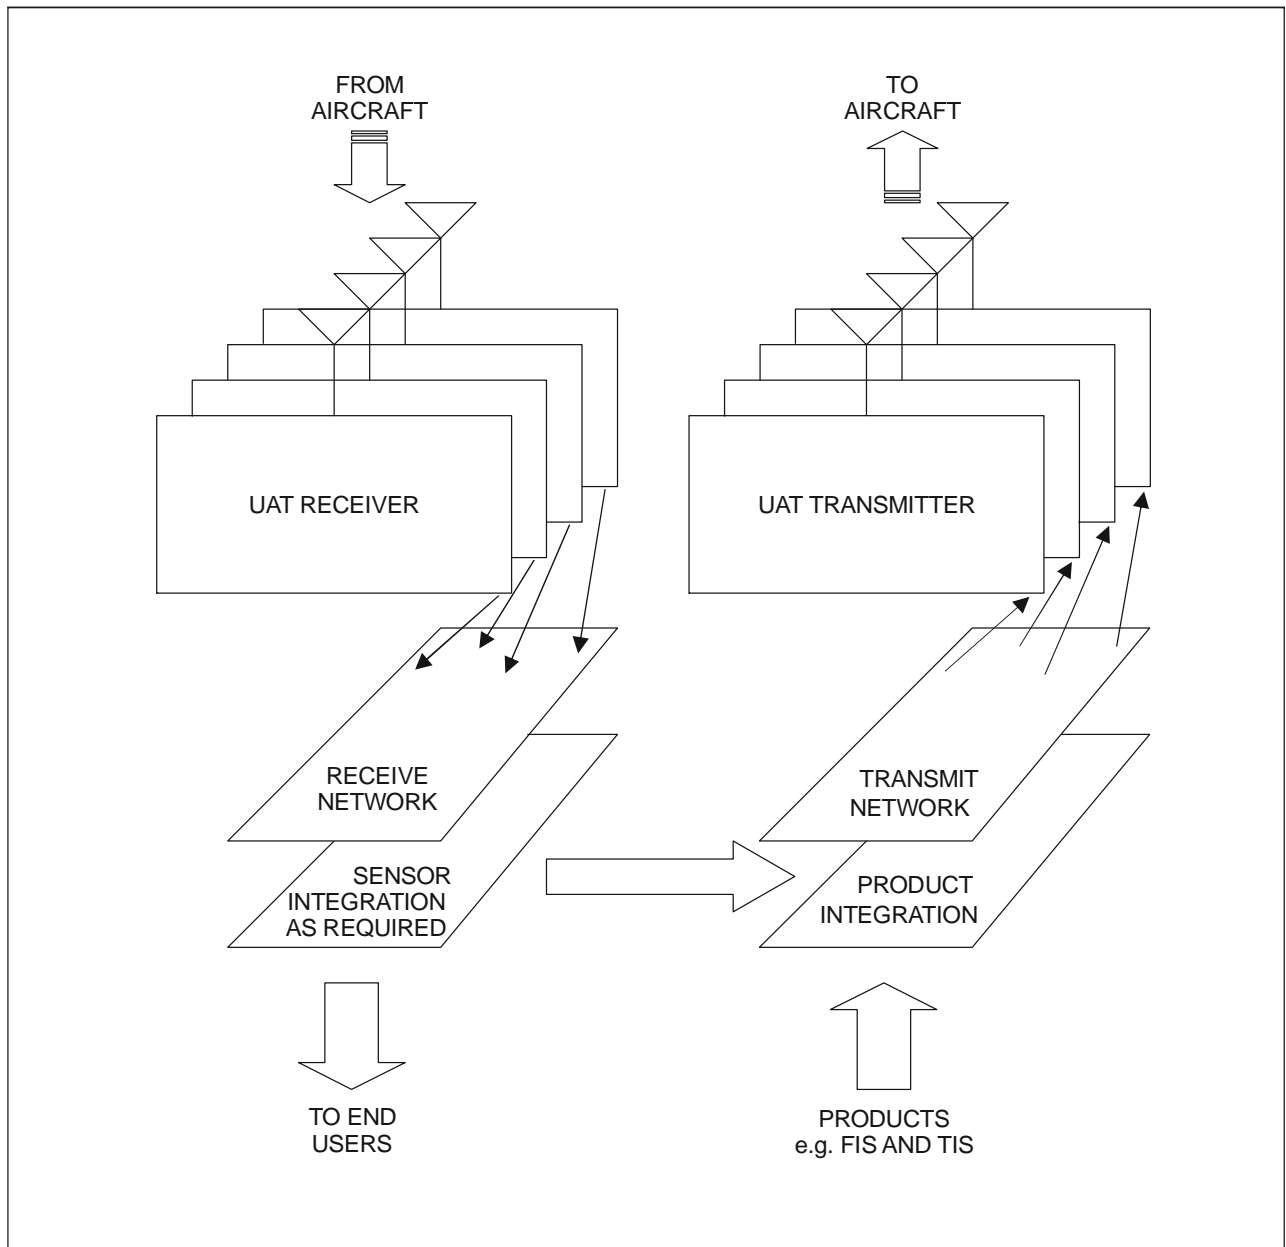 FROM
AIRCRAFT
TO
AIRCRAFT
UAT RECEIVER
UAT TRANSMITTER
RECEIVE
NETWORK
TRANSMIT
NETWORK
SENSOR
INTEGRATION
AS REQUIRED
PRODUCT
INTEGRATION
TO END
USERS
PRODUCTS
e.g. FIS AND TIS